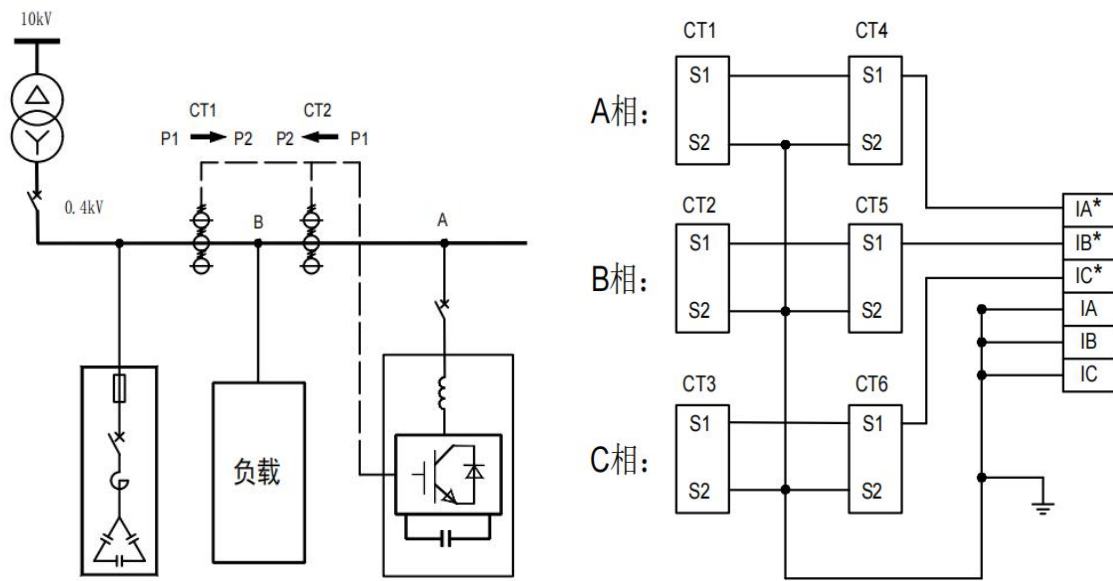 10kV
CT1
CT2
P1
P2
P2
P1
0.4kV
B
A
负载
CT1
CT4
A相:
S1
S1
S2
S2
CT2
CT5
B相:
S1
S1
S2
S2
CT3
CT6
C相:
S1
S1
S2
S2
IA*
IB*
IC*
IA
IB
IC